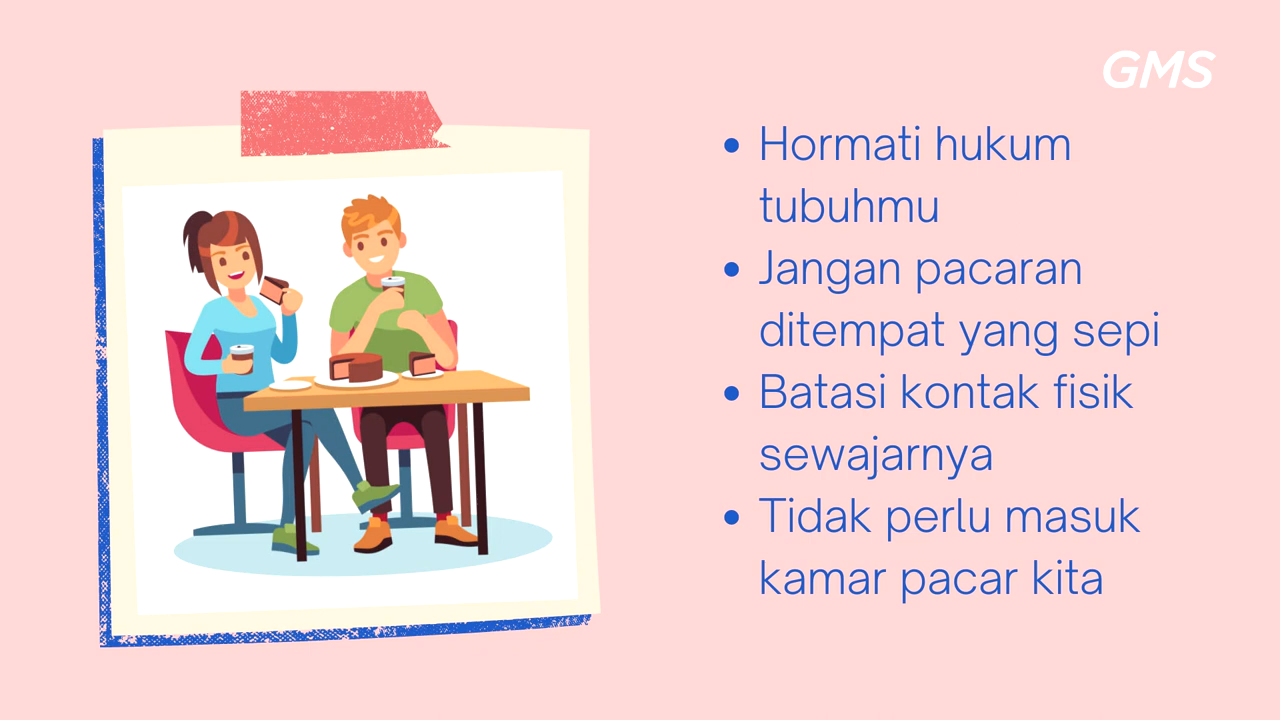 GMS
• Hormati hukum
tubuhmu
• Jangan pacaran
ditempat yang sepi
• Batasi kontak fisik
sewajarnya
• Tidak perlu masuk
kamar pacar kita